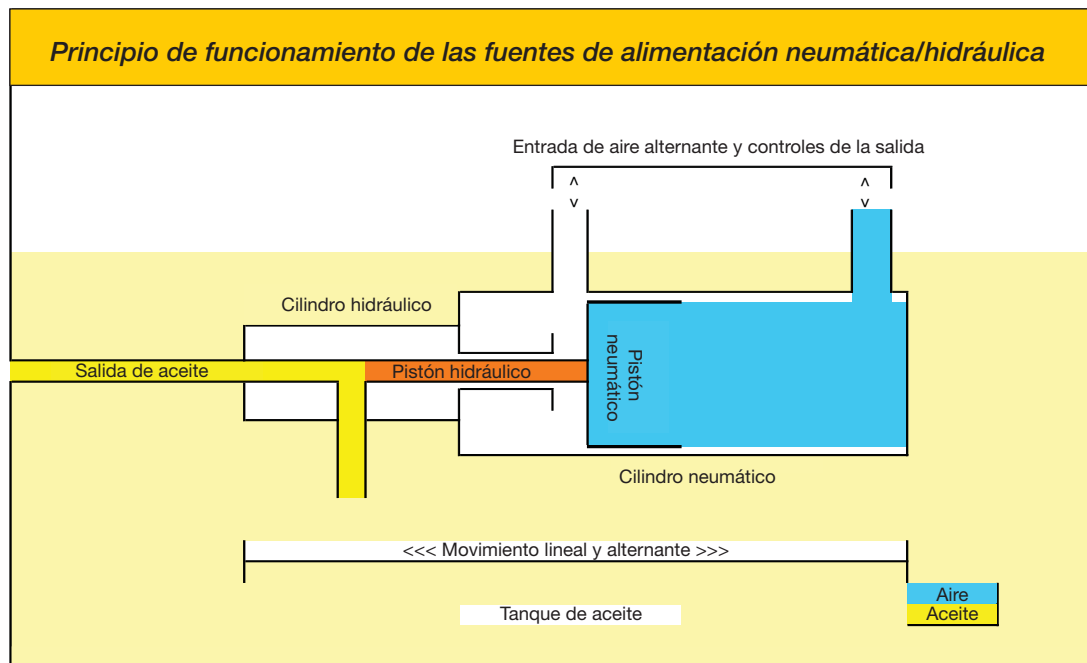 Principio de funcionamiento de las fuentes de alimentación neumática/hidráulica
Entrada de aire alternante y controles de la salida
Cilindro hidráulico
Salida de aceite
Pistón hidráulico
Pistón
neumático
Cilindro neumático
<<< Movimiento lineal y alternante >>>
Aire
Tanque de aceite
Aceite